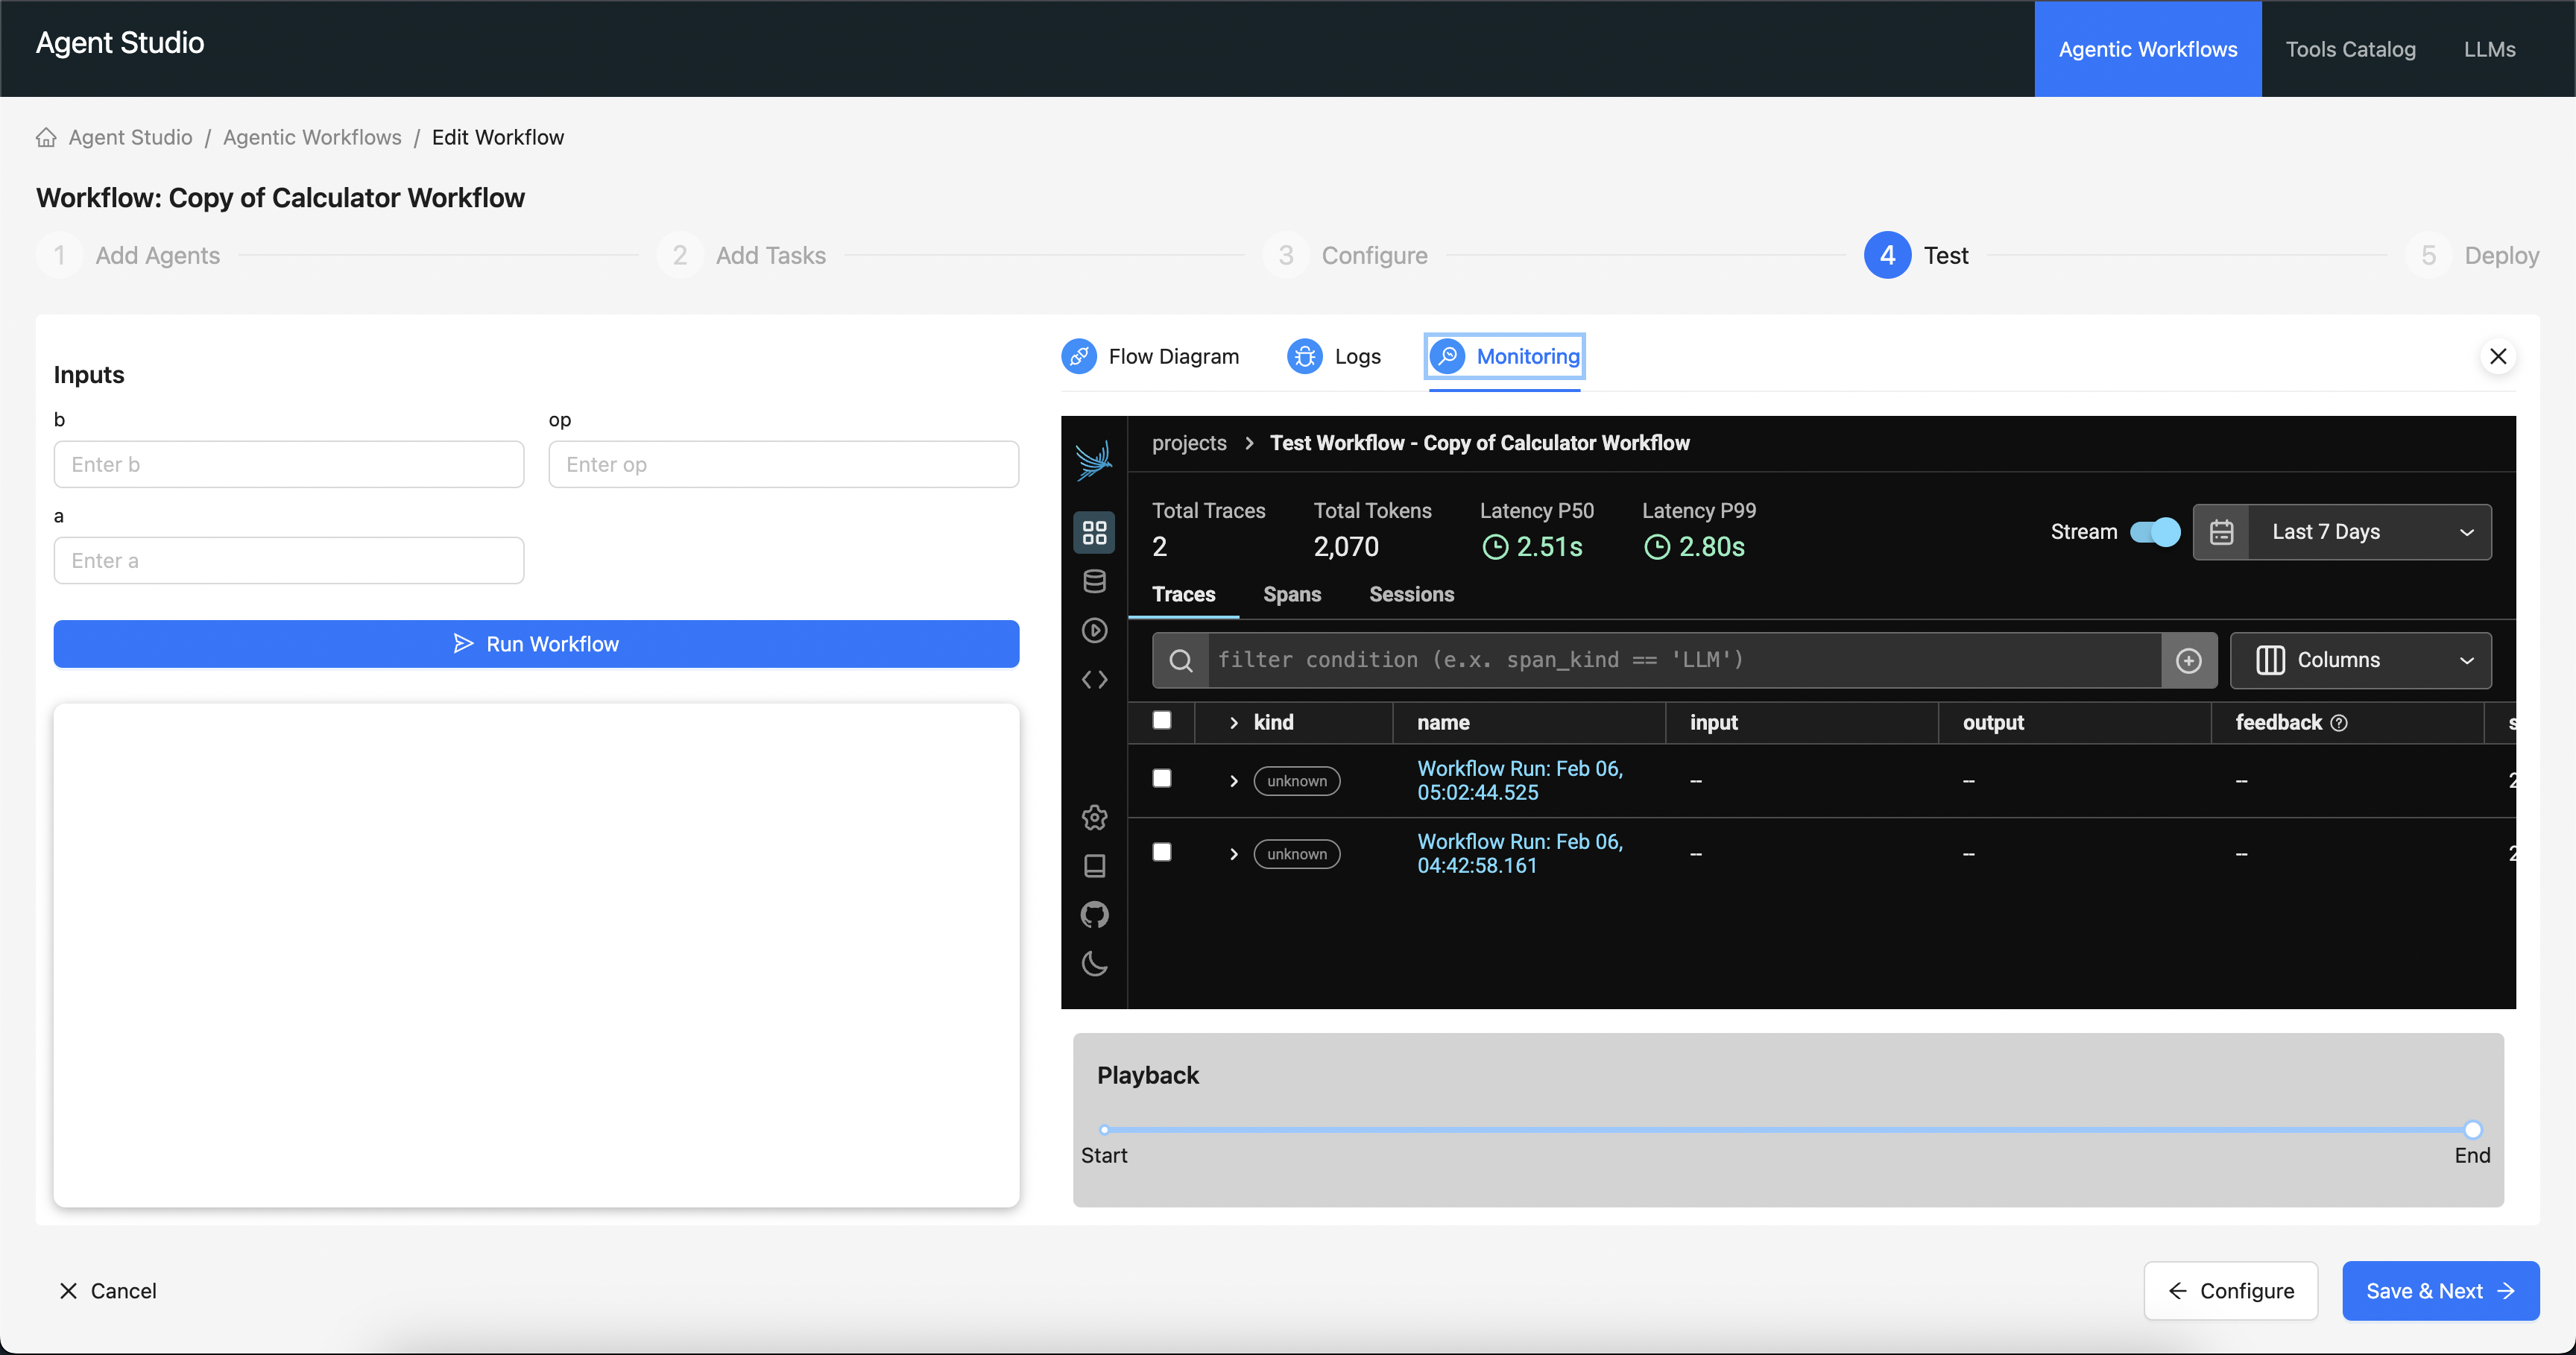 Agent Studio
Agentic Workflows
Tools Catalog
LLMs
Agent Studio / Agentic Workflows / Edit Workflow
Workflow: Copy of Calculator Workflow
1 Add Agents
2 Add Tasks
3 Configure
4 Test
5 Deploy
Inputs
b
Enter b
op
Enter op
a
Enter a
Run Workflow
Flow Diagram
Logs
Monitoring
projects > Test Workflow - Copy of Calculator Workflow
Total Traces
2
Total Tokens
2,070
Latency P50
2.51s
Latency P99
2.80s
Stream
Last 7 Days
Traces
Spans
Sessions
filter condition (e.x. span_kind == 'LLM')
Columns
kind
name
input
output
feedback
s
unknown
Workflow Run: Feb 06,
05:02:44.525
--
--
--
2
unknown
Workflow Run: Feb 06,
04:42:58.161
--
--
--
2
Playback
Start
End
Cancel
Configure
Save & Next